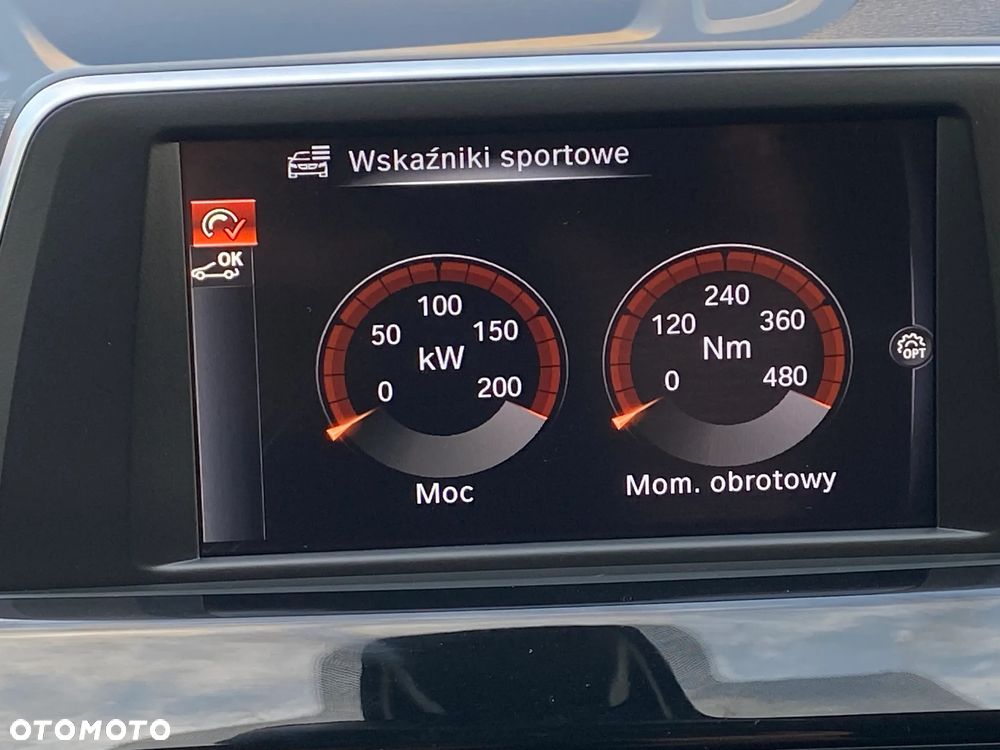 Wskaźniki sportowe
OK
0
50
100
150
200
kW
Moc
0
120
240
360
480
Nm
Mom. obrotowy
OPT
OTOMOTO